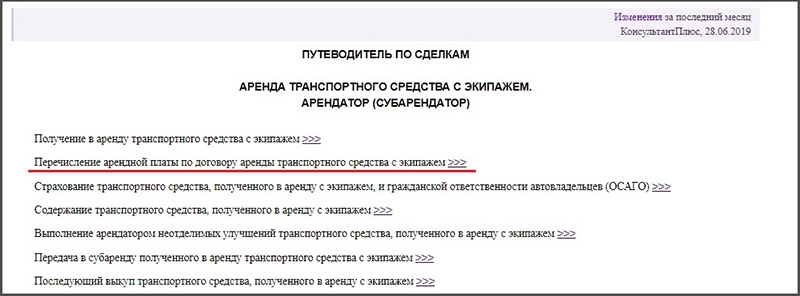 Изменения за последний месяц
КонсультантПлюс, 28.06.2019
ПУТЕВОДИТЕЛЬ ПО СДЕЛКАМ
АРЕНДА ТРАНСПОРТНОГО СРЕДСТВА С ЭКИПАЖЕМ.
АРЕНДАТОР (СУБАРЕНДАТОР)
Получение в аренду транспортного средства с экипажем >>>
Перечисление арендной платы по договору аренды транспортного средства с экипажем >>>
Страхование транспортного средства, полученного в аренду с экипажем, и гражданской ответственности автовладельцев (ОСАГО) >>>
Содержание транспортного средства, полученного в аренду с экипажем >>>
Выполнение арендатором неотделимых улучшений транспортного средства, полученного в аренду с экипажем >>>
Передача в субаренду полученного в аренду транспортного средства с экипажем >>>
Последующий выкуп транспортного средства, полученного в аренду с экипажем >>>